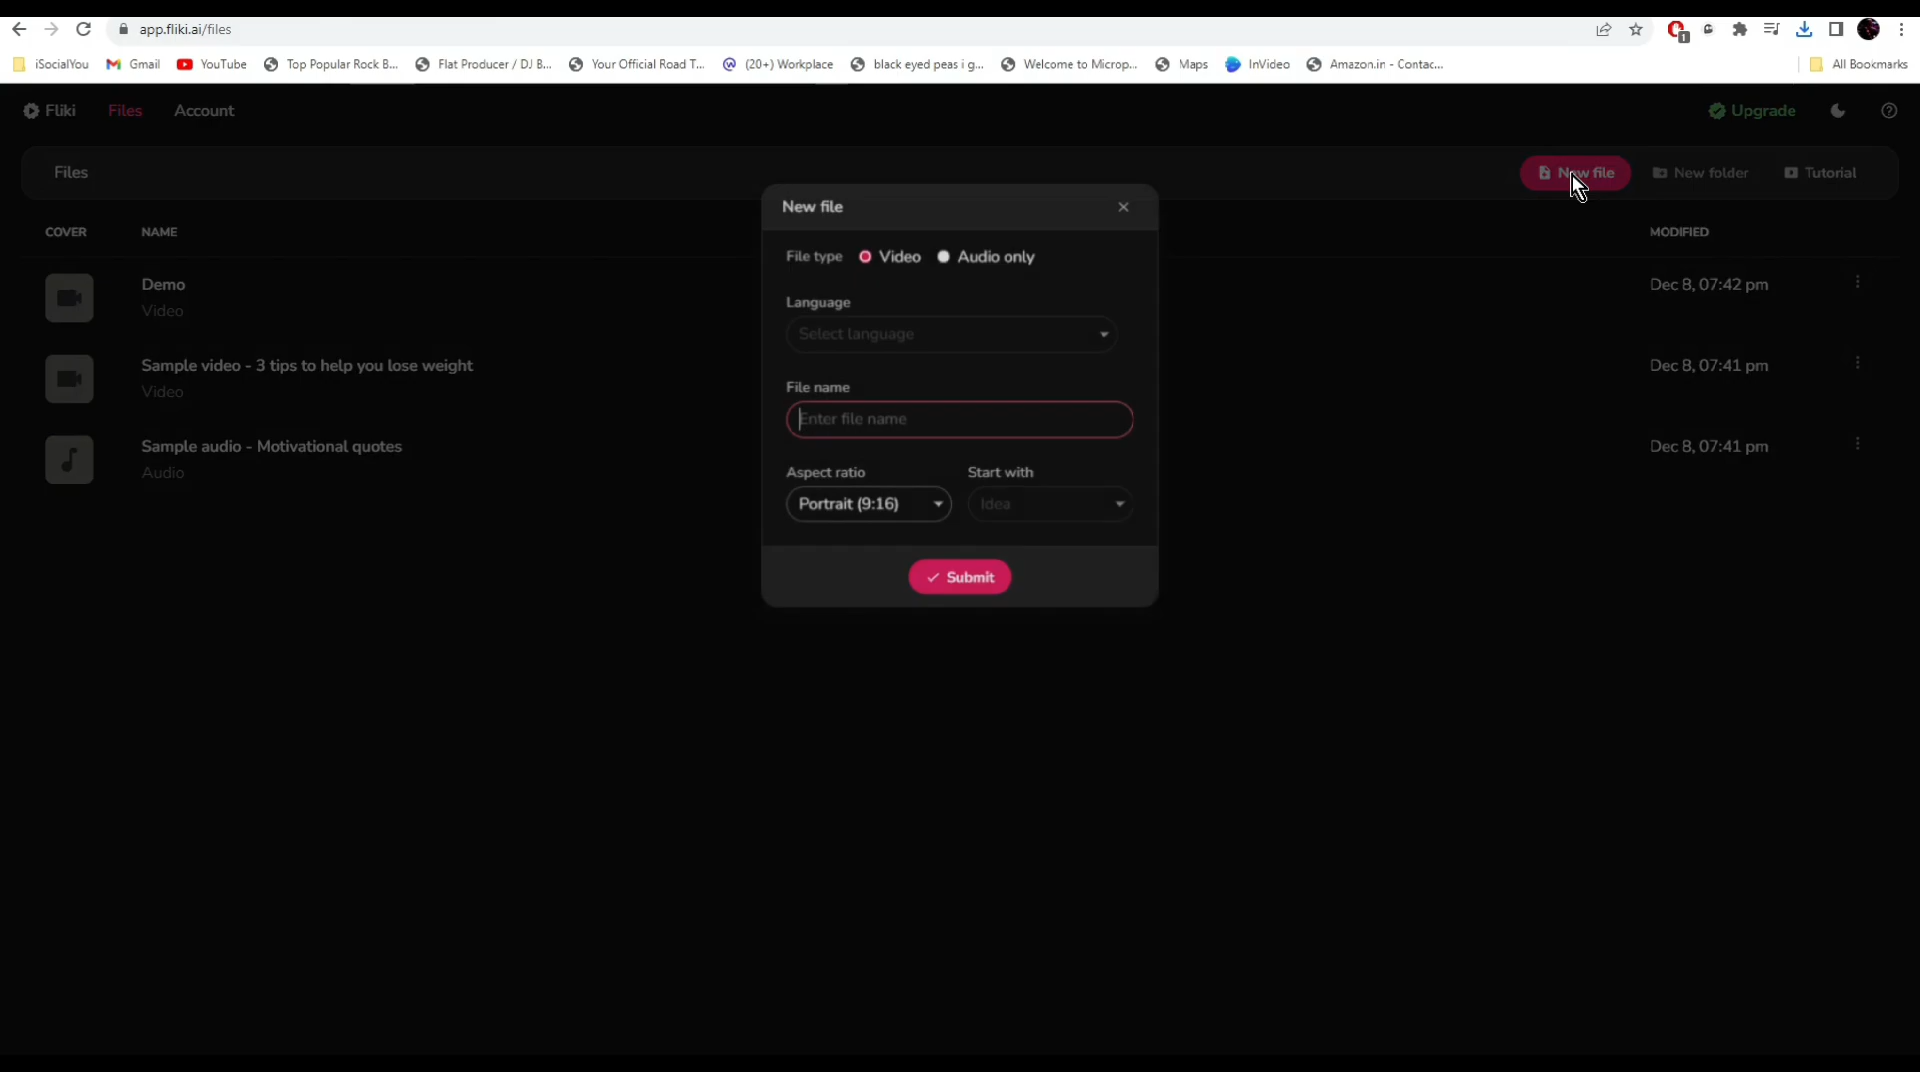 app.fliki.ai/files
1
iSocialYou
Gmail
YouTube
Top Popular Rock B...
Flat Producer / DJ B...
Your Official Road T...
(20+) Workplace
black eyed peas i g...
Welcome to Microp...
Maps
InVideo
Amazon.in - Contac...
All Bookmarks
Fliki
Files
Account
Upgrade
Files
New file
New folder
Tutorial
COVER
NAME
MODIFIED
Demo
Video
Dec 8, 07:42 pm
Sample video - 3 tips to help you lose weight
Video
Dec 8, 07:41 pm
Sample audio - Motivational quotes
Audio
Dec 8, 07:41 pm
New file
File type
Video
Audio only
Language
Select language
File name
Enter file name
Aspect ratio
Start with
Portrait (9:16)
Idea
Submit